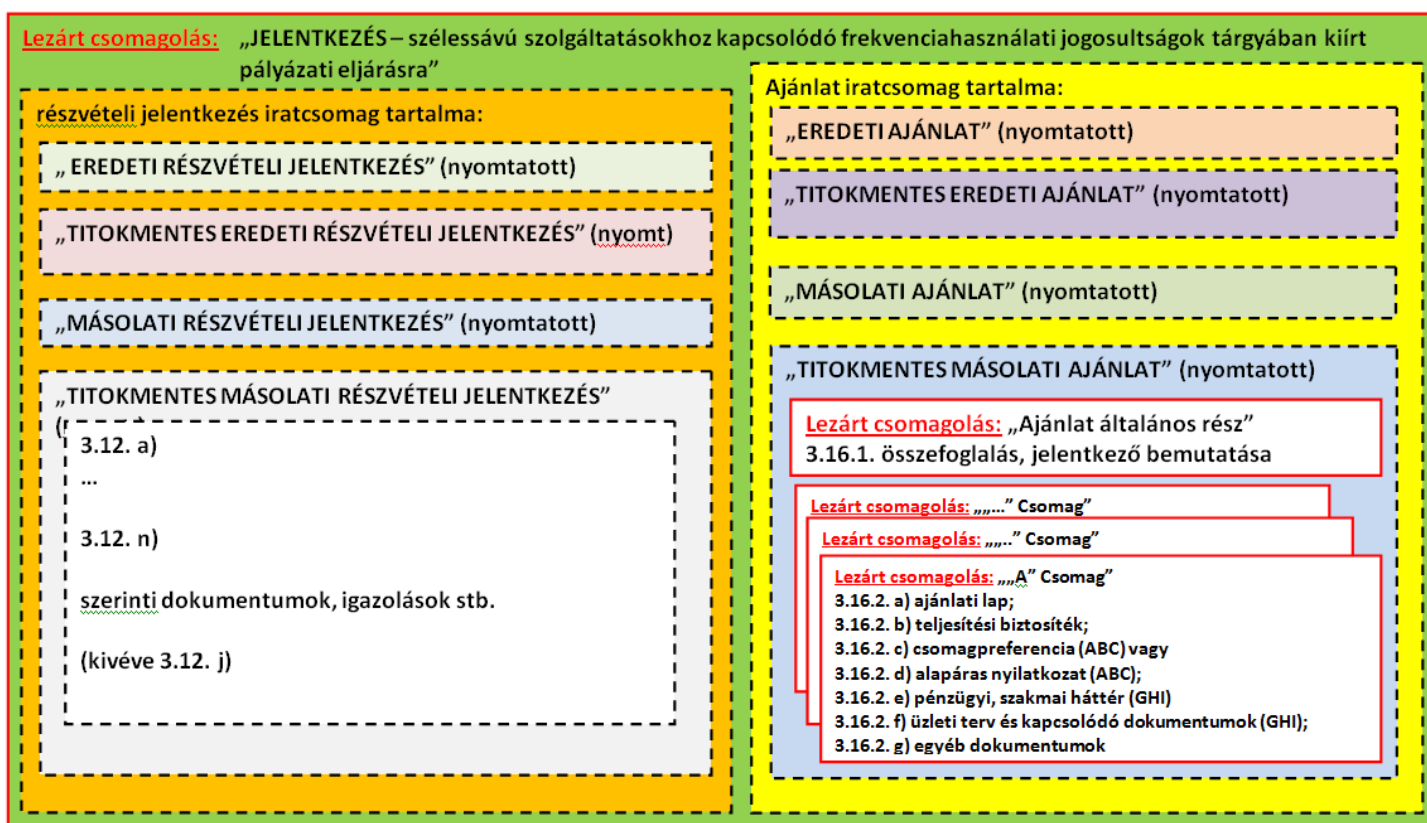 Lezárt csomagolás: „JELENTKEZÉS – szélessávú szolgáltatásokhoz kapcsolódó frekvenciahasználati jogosultságok tárgyában kiírt
pályázati eljárásra”
részvételi jelentkezés iratcsomag tartalma:
„ EREDETI RÉSZVÉTELI JELENTKEZÉS” (nyomtatott)
„TITOKMENTES EREDETI RÉSZVÉTELI JELENTKEZÉS” (nyomt)
„MÁSOLATI RÉSZVÉTELI JELENTKEZÉS” (nyomtatott)
„TITOKMENTES MÁSOLATI RÉSZVÉTELI JELENTKEZÉS”
3.12. a)
...
3.12. n)
szerinti dokumentumok, igazolások stb.
(kivéve 3.12. j)
Ajánlat iratcsomag tartalma:
„EREDETI AJÁNLAT” (nyomtatott)
„TITOKMENTES EREDETI AJÁNLAT” (nyomtatott)
„MÁSOLATI AJÁNLAT” (nyomtatott)
„TITOKMENTES MÁSOLATI AJÁNLAT” (nyomtatott)
Lezárt csomagolás: „Ajánlat általános rész”
3.16.1. összefoglalás, jelentkező bemutatása
Lezárt csomagolás: „„...” Csomag”
Lezárt csomagolás: „„..” Csomag”
Lezárt csomagolás: „„A” Csomag”
3.16.2. a) ajánlati lap;
3.16.2. b) teljesítési biztosíték;
3.16.2. c) csomagpreferencia (ABC) vagy
3.16.2. d) alapáras nyilatkozat (ABC);
3.16.2. e) pénzügyi, szakmai háttér (GHI)
3.16.2. f) üzleti terv és kapcsolódó dokumentumok (GHI);
3.16.2. g) egyéb dokumentumok